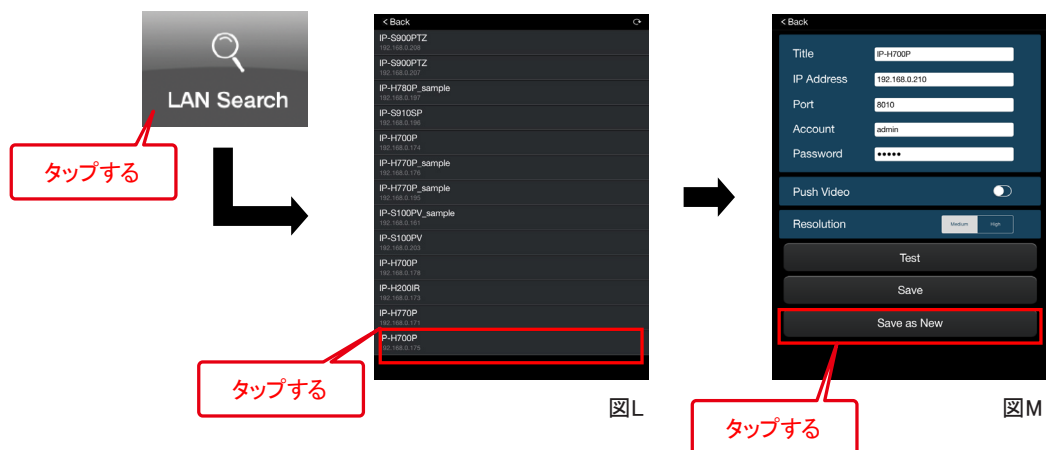 LAN Search
タップする
< Back
IP-S900PTZ
192.168.0.208
IP-S900PTZ
192.168.0.207
IP-H780P_sample
192.168.0.197
IP-S910SP
192.168.0.196
IP-H700P
192.168.0.174
IP-H770P_sample
192.168.0.176
IP-H770P_sample
192.168.0.195
IP-S100PV_sample
192.168.0.161
IP-S100PV
192.168.0.203
IP-H700P
192.168.0.178
IP-H200IR
192.168.0.173
IP-H770P
192.168.0.171
P-H700P
192.168.0.175
タップする
図L
< Back
Title IP-H700P
IP Address 192.168.0.210
Port 8010
Account admin
Password •••••
Push Video
Resolution Medium High
Test
Save
Save as New
タップする
図M